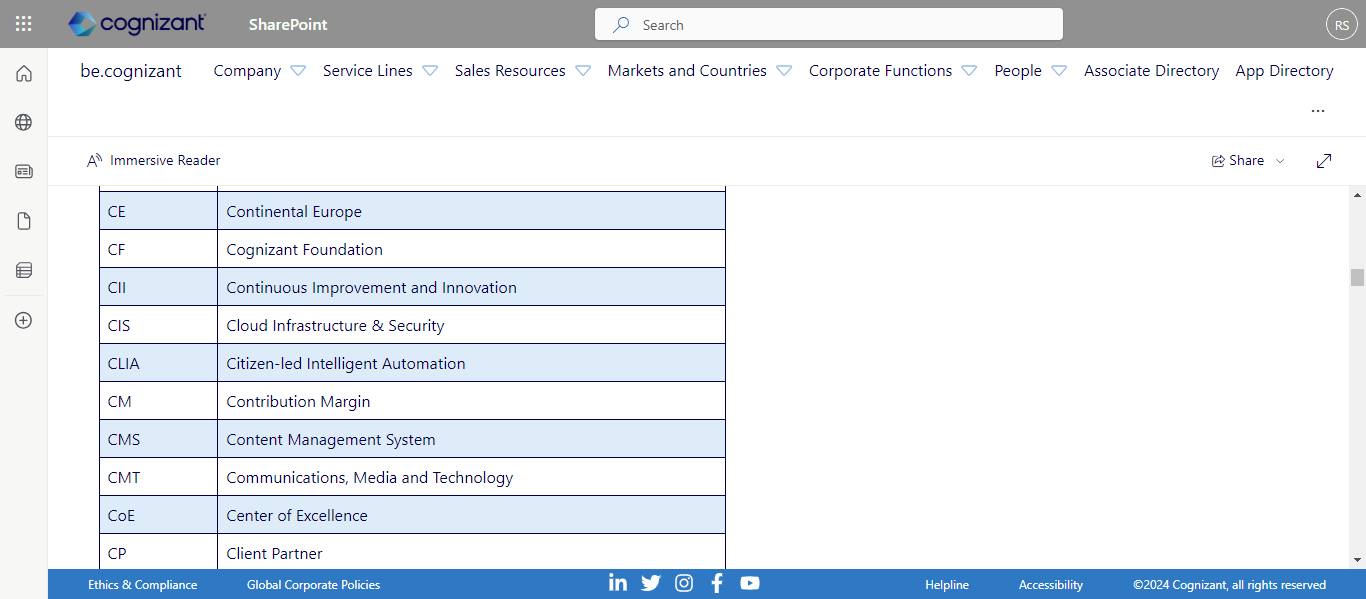 cognizant SharePoint Search RS
be.cognizant Company Service Lines Sales Resources Markets and Countries Corporate Functions People Associate Directory App Directory
...
Immersive Reader Share
CE Continental Europe
CF Cognizant Foundation
CII Continuous Improvement and Innovation
CIS Cloud Infrastructure & Security
CLIA Citizen-led Intelligent Automation
CM Contribution Margin
CMS Content Management System
CMT Communications, Media and Technology
CoE Center of Excellence
CP Client Partner
Ethics & Compliance Global Corporate Policies Helpline Accessibility ©2024 Cognizant, all rights reserved